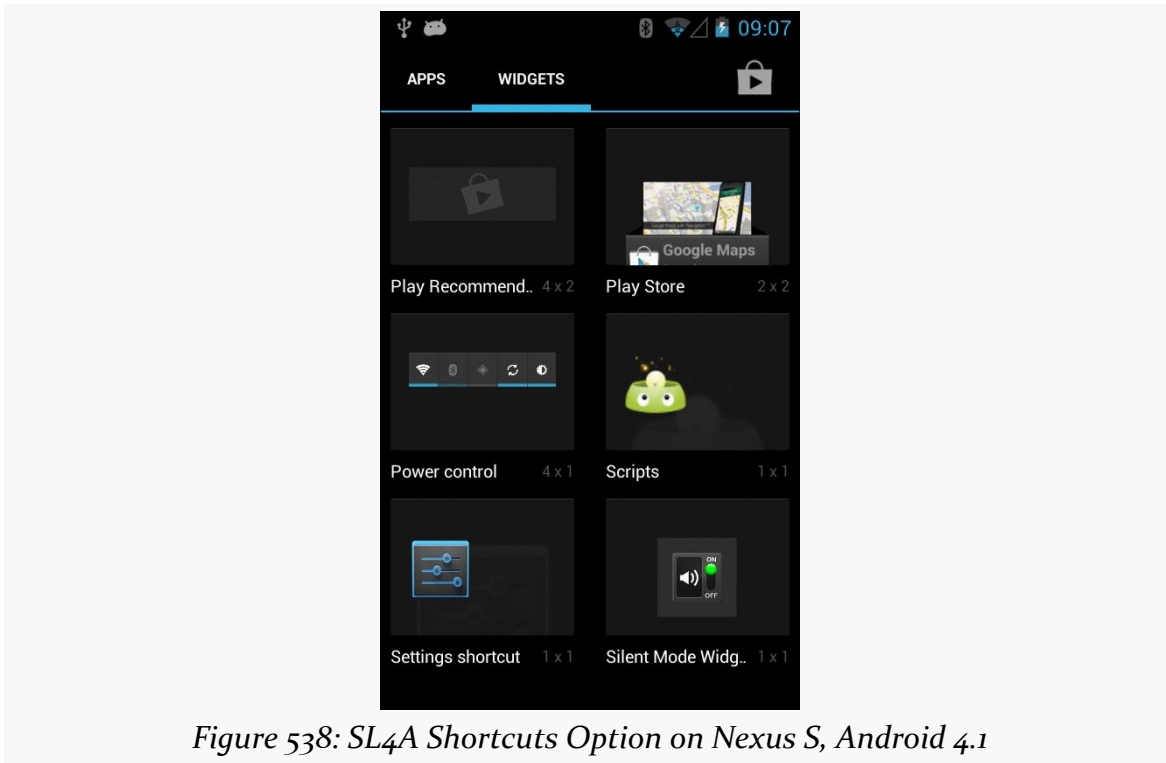 09:07
APPS WIDGETS
Google Maps
Play Recommend.. 4 x 2 Play Store 2 x 2
Power control 4 x 1 Scripts 1 x 1
ON
OFF
Settings shortcut 1 x 1 Silent Mode Widg.. 1 x 1
Figure 538: SL4A Shortcuts Option on Nexus S, Android 4.1